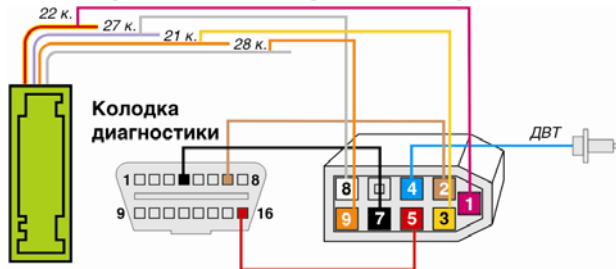 22 к.
27 к.
21 к.
28 к.
Колодка
диагностики
ДВТ
1 8
9 16
8 4 2 1
9 7 5 3